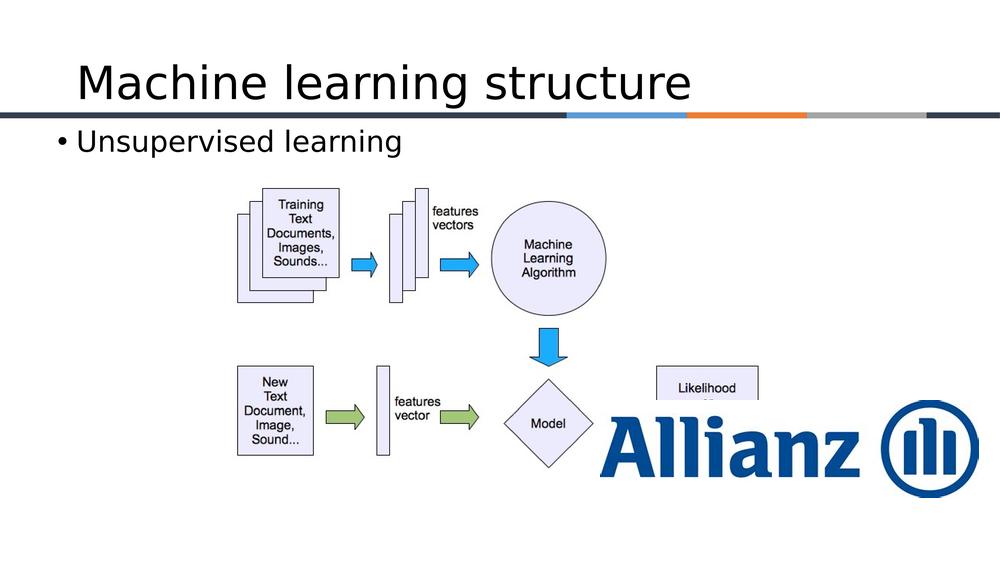 Machine learning structure
• Unsupervised learning
Training
Text
Documents,
Images,
Sounds...
features
vectors
Machine
Learning
Algorithm
New
Text
Document,
Image,
Sound...
features
vector
Model
Likelihood
Allianz